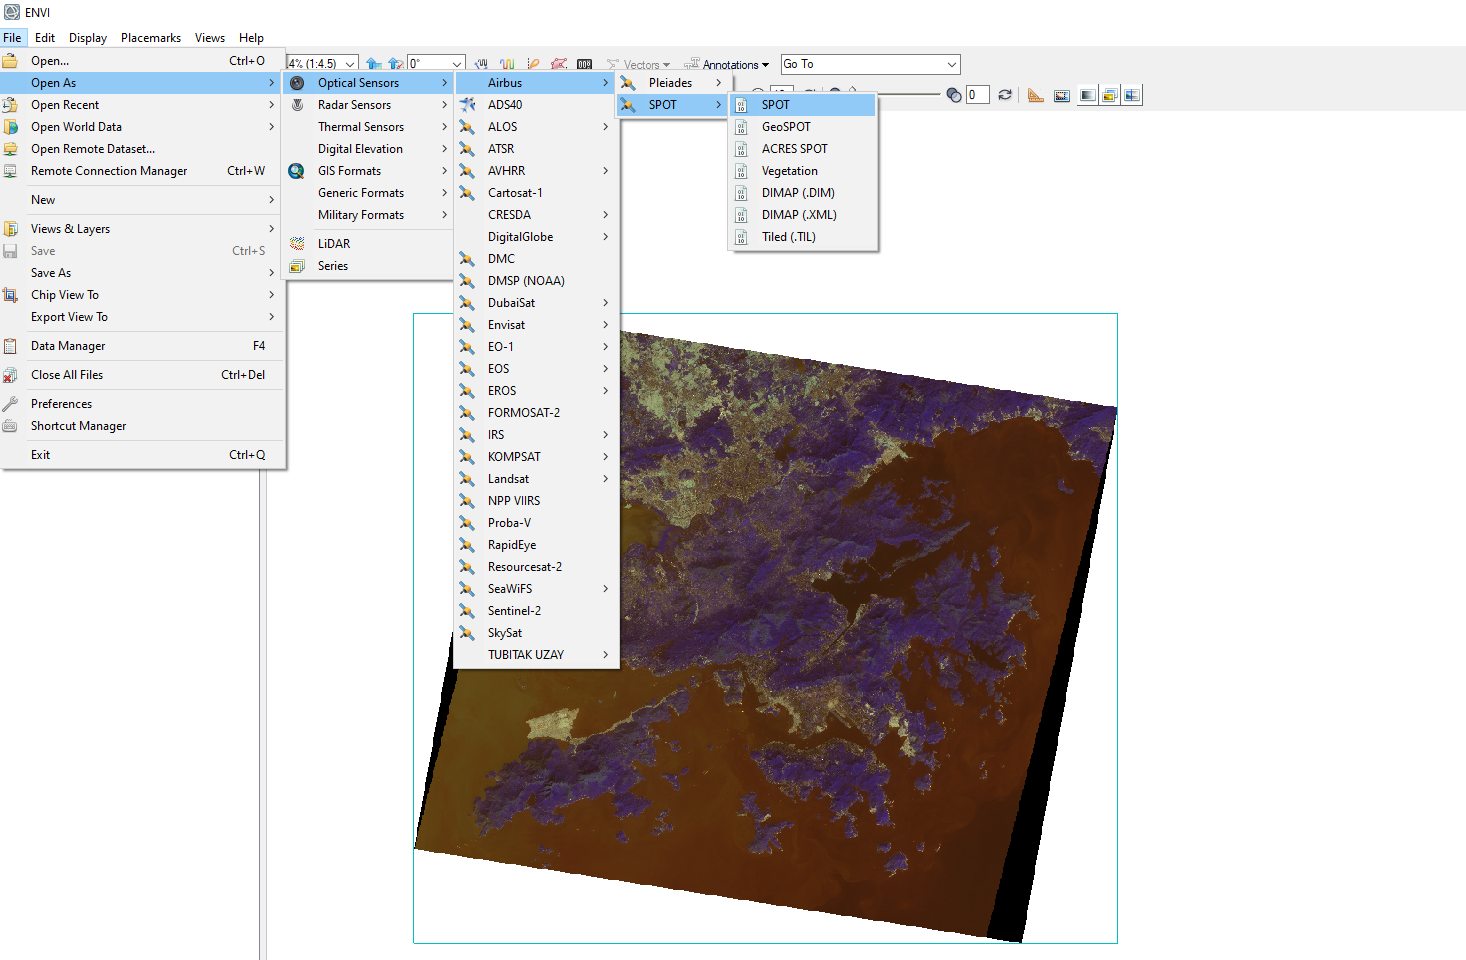 ENVI
File Edit Display Placemarks Views Help
Open... Ctrl+O
Open As
Open Recent
Open World Data
Open Remote Dataset...
Remote Connection Manager Ctrl+W
New
Views & Layers
Save Ctrl+S
Save As
Chip View To
Export View To
Data Manager F4
Close All Files Ctrl+Del
Preferences
Shortcut Manager
Exit Ctrl+Q
4% (1:4.5) 0° Vectors Annotations Go To
0
Optical Sensors
Radar Sensors
Thermal Sensors
Digital Elevation
GIS Formats
Generic Formats
Military Formats
LiDAR
Series
Airbus
ADS40
ALOS
ATSR
AVHRR
Cartosat-1
CRESDA
DigitalGlobe
DMC
DMSP (NOAA)
DubaiSat
Envisat
EO-1
EOS
EROS
FORMOSAT-2
IRS
KOMPSAT
Landsat
NPP VIIRS
Proba-V
RapidEye
Resourcesat-2
SeaWiFS
Sentinel-2
SkySat
TUBITAK UZAY
Pleiades
SPOT
SPOT
GeoSPOT
ACRES SPOT
Vegetation
DIMAP (.DIM)
DIMAP (.XML)
Tiled (.TIL)